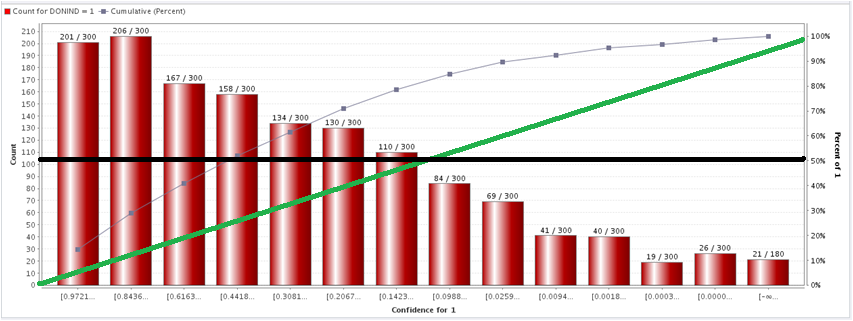 Count for DONIND = 1 Cumulative (Percent)
210
200
190
180
170
160
150
140
130
120
110
100
90
80
70
60
50
40
30
20
10
0
Count
201 / 300
206 / 300
167 / 300
158 / 300
134 / 300
130 / 300
110 / 300
84 / 300
69 / 300
41 / 300
40 / 300
19 / 300
26 / 300
21 / 180
100%
90%
80%
70%
60%
50%
40%
30%
20%
10%
0%
Percent of 1
[0.9721... [0.8436... [0.6163... [0.4418... [0.3081... [0.2067... [0.1423... [0.0988... [0.0259... [0.0094... [0.0018... [0.0003... [0.0000... [-∞...
Confidence for 1